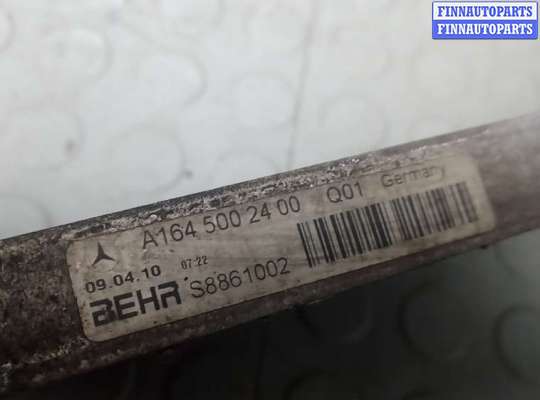 FINNAUTOPARTS
FINNAUTOPARTS
A164 500 24 00 Q01 Germany
09.04.10 07:22
BEHR S8861002